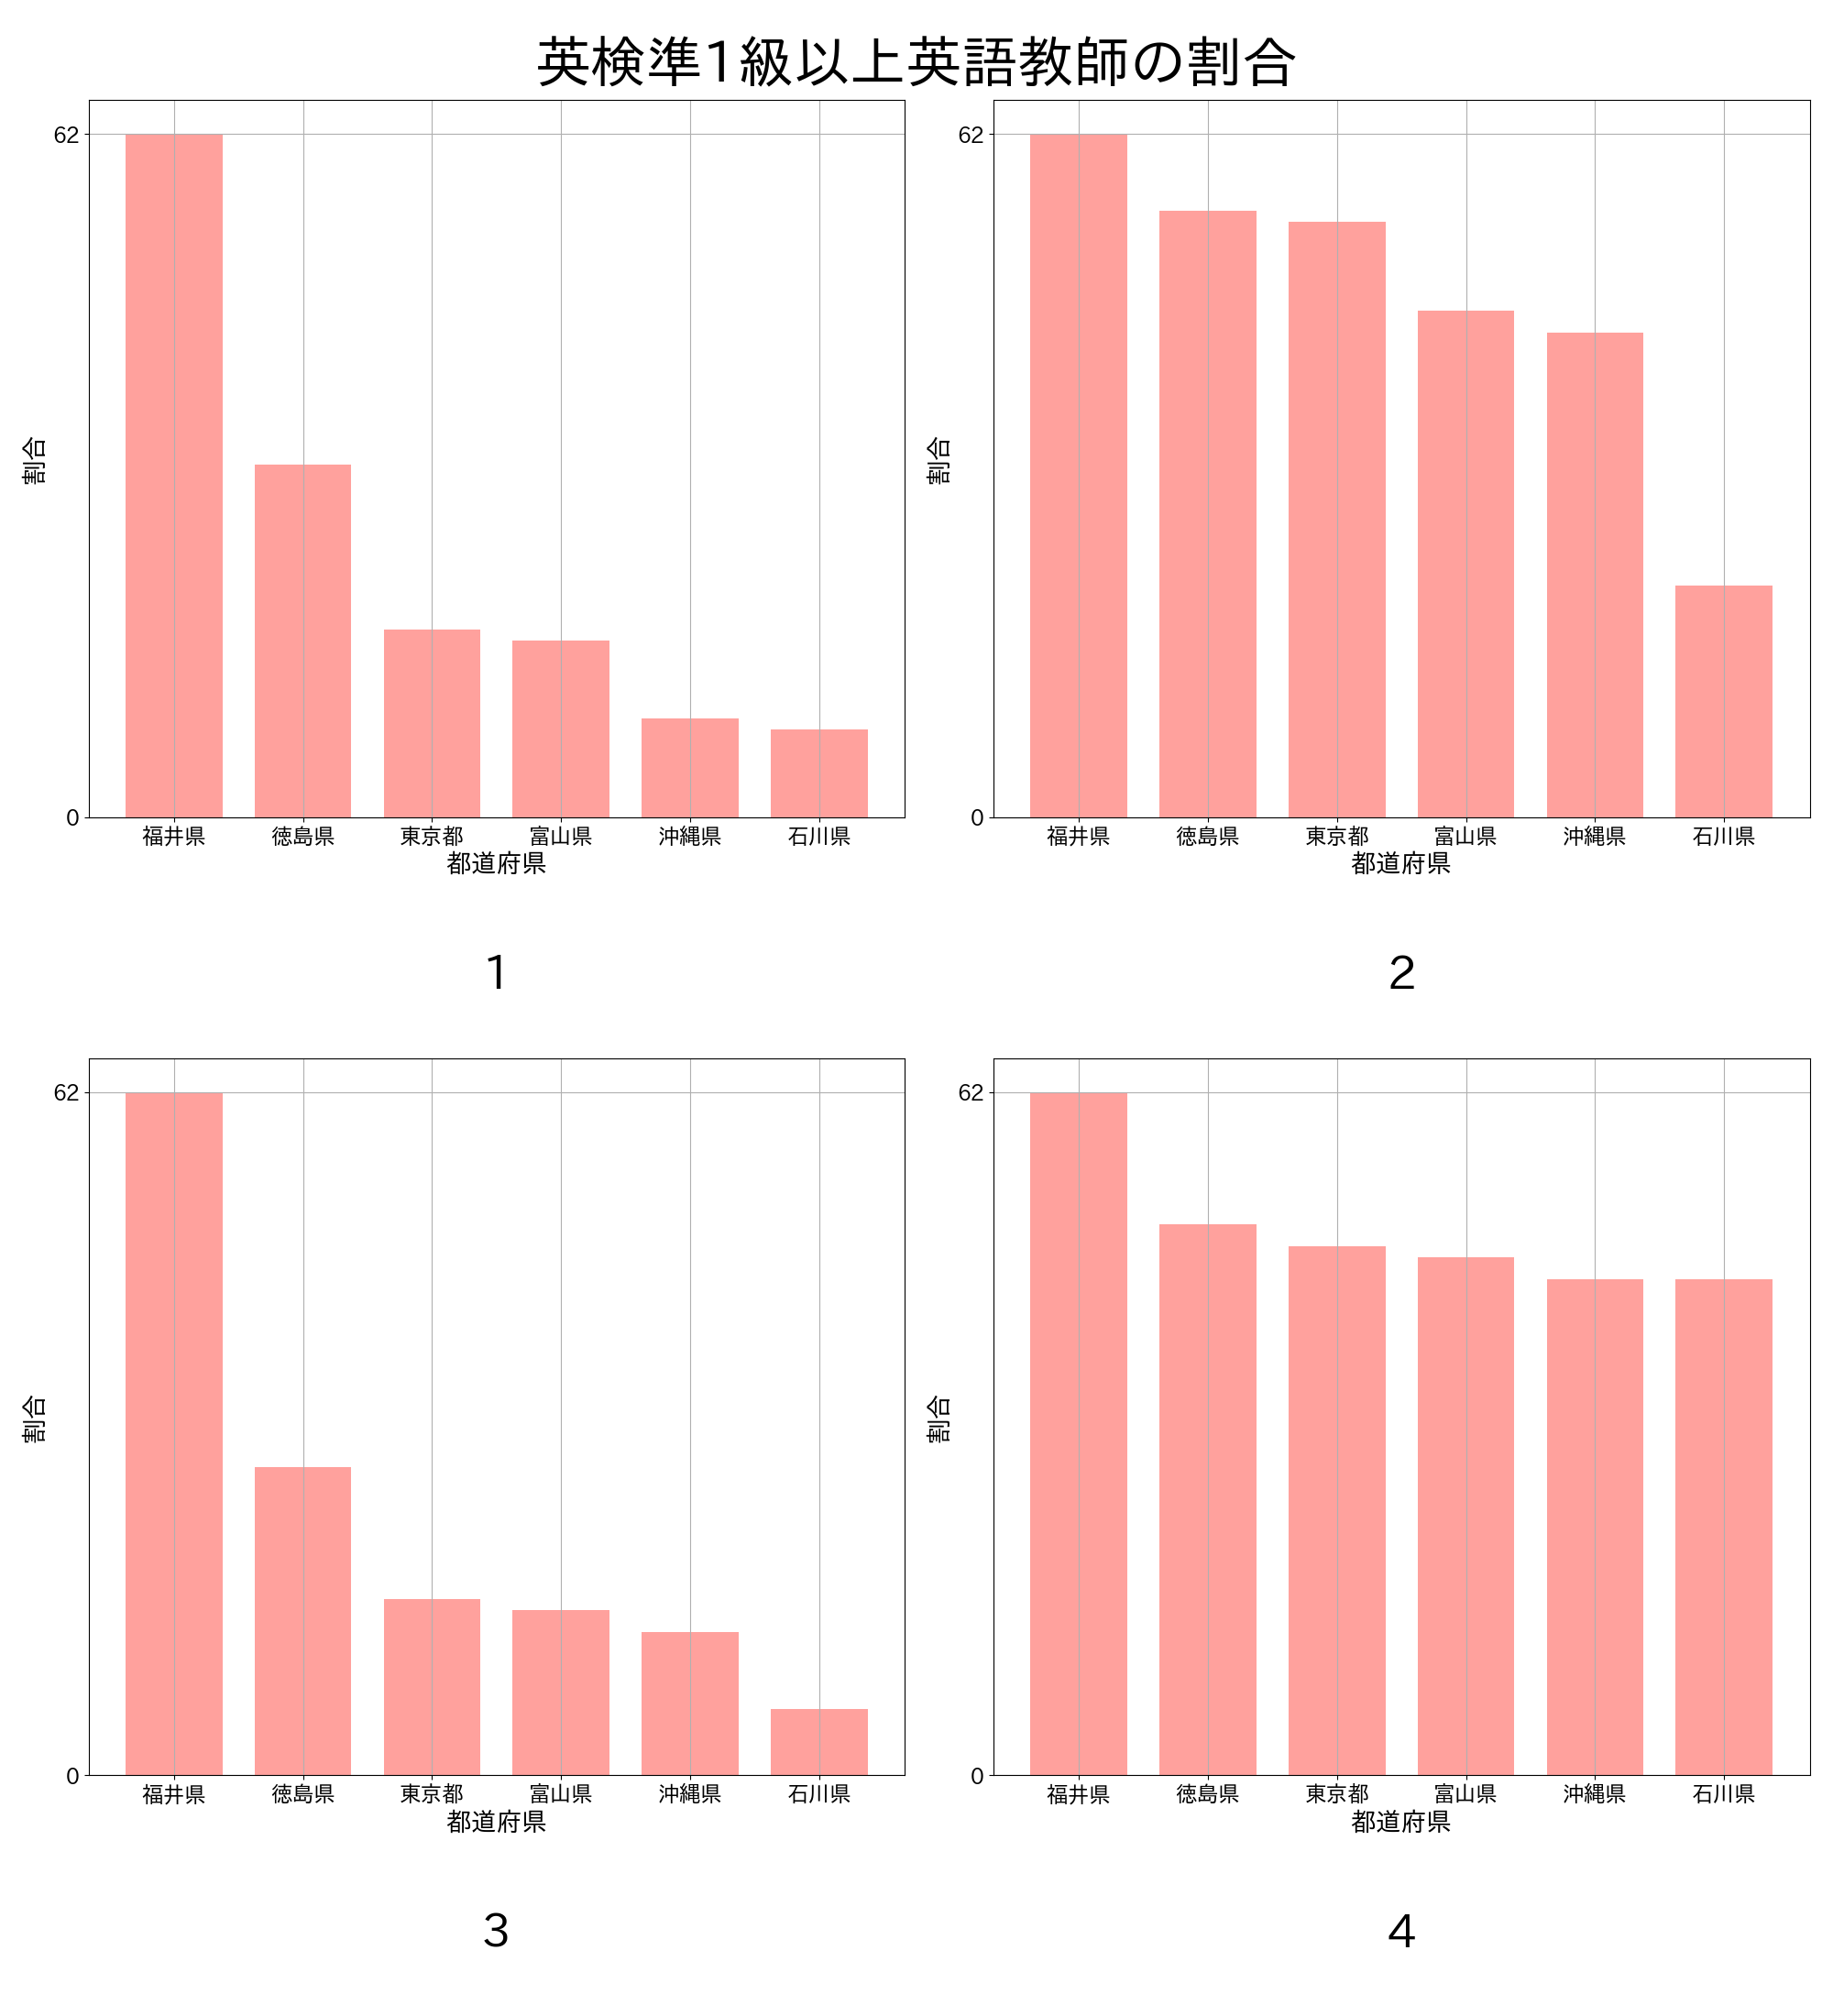 英検準1級以上英語教師の割合
62
0
割合
福井県 徳島県 東京都 富山県 沖縄県 石川県
都道府県
1
62
0
割合
福井県 徳島県 東京都 富山県 沖縄県 石川県
都道府県
2
62
0
割合
福井県 徳島県 東京都 富山県 沖縄県 石川県
都道府県
3
62
0
割合
福井県 徳島県 東京都 富山県 沖縄県 石川県
都道府県
4